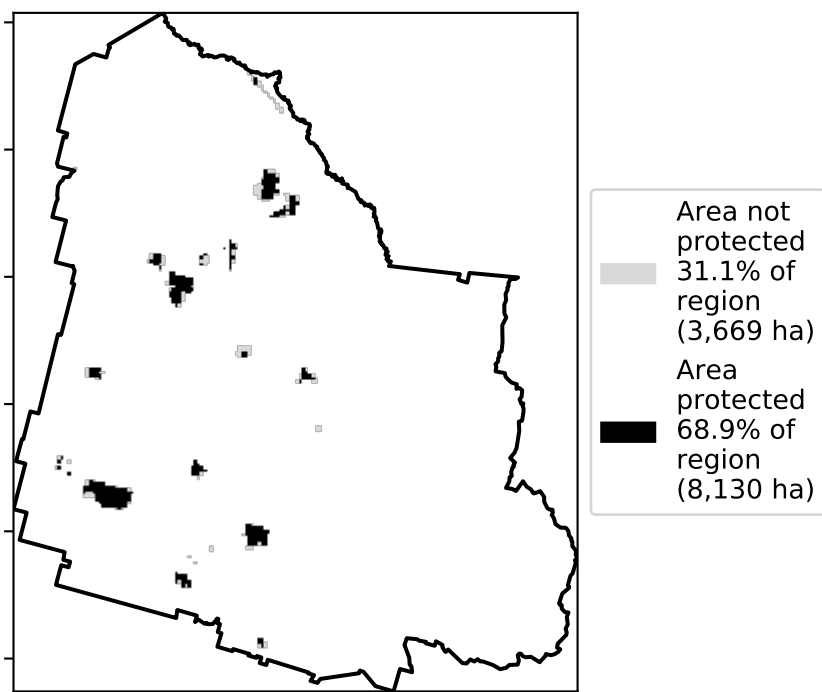 Area not
protected
31.1% of
region
(3,669 ha)
Area
protected
68.9% of
region
(8,130 ha)